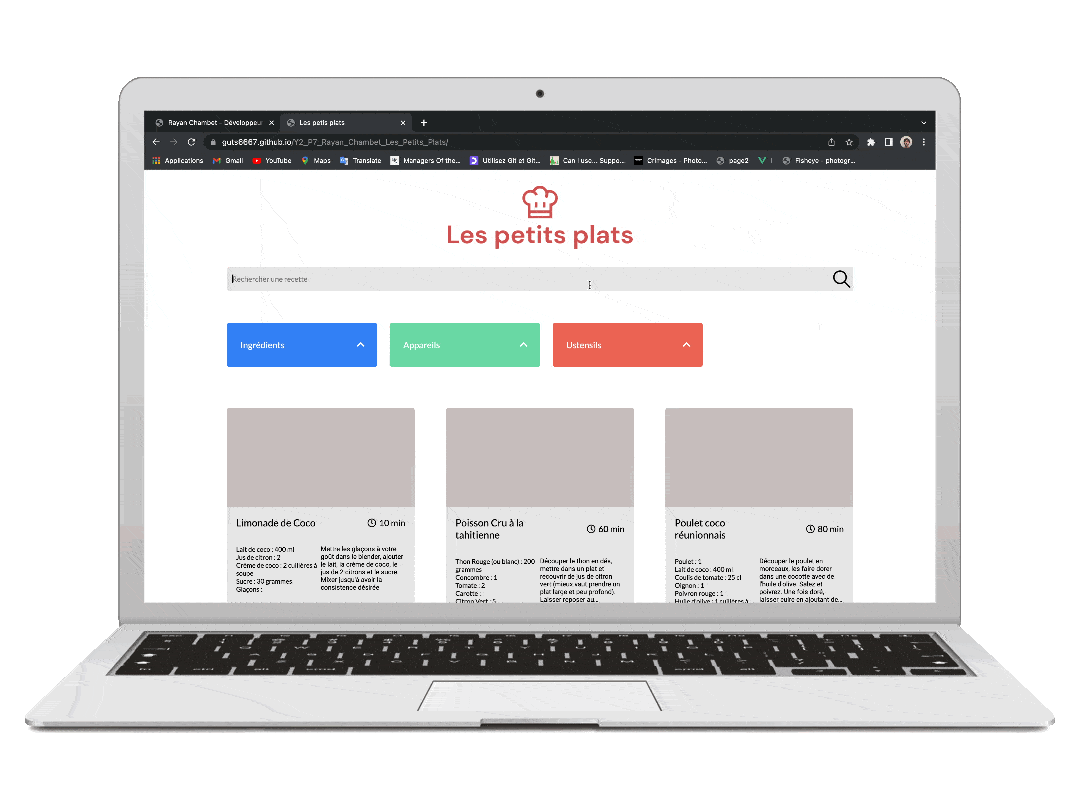 Rayan Chambet - Développeu
Les petis plats
guts6667.github.io/Y2_P7_Rayan_Chambet_Les_Petits_Plats/
Applications Gmail YouTube Maps Translate Managers Of the... Utilisez Git et Git... Can I use... Suppo... Crimages - Photo... page2 Fisheye - photogr...
Les petits plats
Rechercher une recette
Ingrédients
Appareils
Ustensils
Limonade de Coco
10 min
Lait de coco : 400 ml
Jus de citron : 2
Crème de coco : 2 cuillères à
soupe
Sucre : 30 grammes
Glaçons :
Mettre les glaçons à votre
goût dans le blender, ajouter
le lait, la crème de coco, le
jus de 2 citrons et le sucre.
Mixer jusqu'à avoir la
consistence désirée
Poisson Cru à la
tahitienne
60 min
Thon Rouge (ou blanc) : 200
grammes
Concombre : 1
Tomate : 2
Carotte :
Citron Vert : 5
Découper le thon en dés,
mettre dans un plat et
recouvrir de jus de citron
vert (mieux vaut prendre un
plat large et peu profond).
Laisser reposer au...
Poulet coco
réunionnais
80 min
Poulet : 1
Lait de coco : 400 ml
Coulis de tomate : 25 cl
Oignon : 1
Poivron rouge : 1
Huile d'olive : 1 cuillères à
Découper le poulet en
morceaux, les faire dorer
dans une cocotte avec de
l'huile d'olive. Salez et
poivrez. Une fois doré,
laisser cuire en ajoutant de...